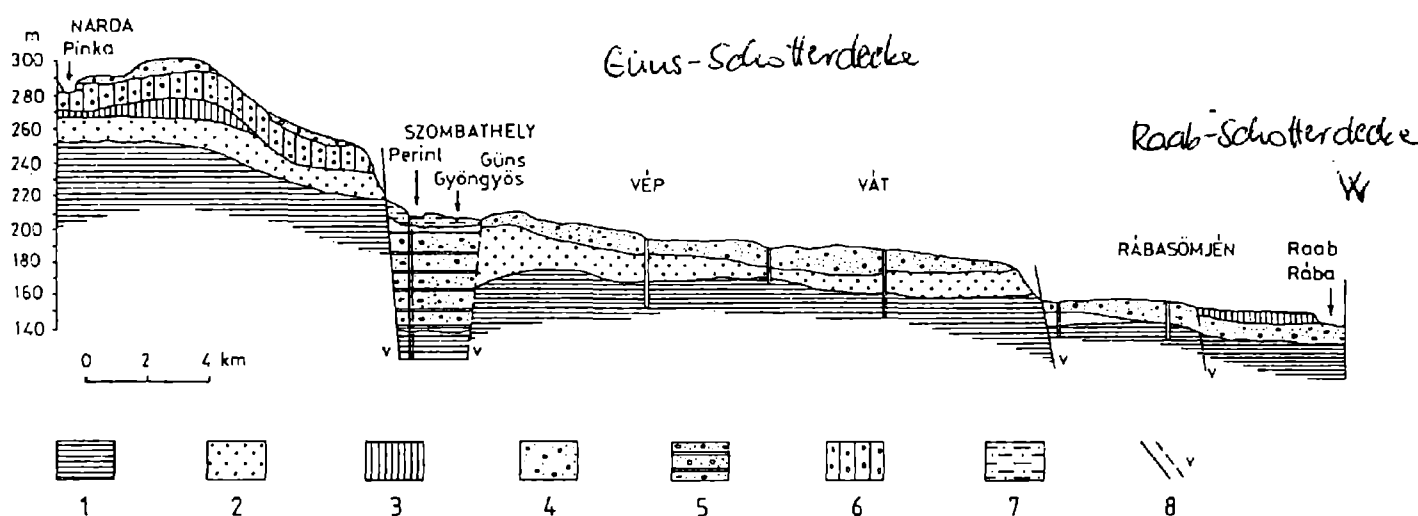 m
NARDA
Pinka
300
280
260
240
220
200
180
160
140
Güns-Schotterdecke
Raab-Schotterdecke
W
SZOMBATHELY
Perint
Güns
Gyöngyös
VÉP
VÁT
RÁBASÖMJÉN
Raab
Rába
v v v v
0 2 4 km
v
1 2 3 4 5 6 7 8